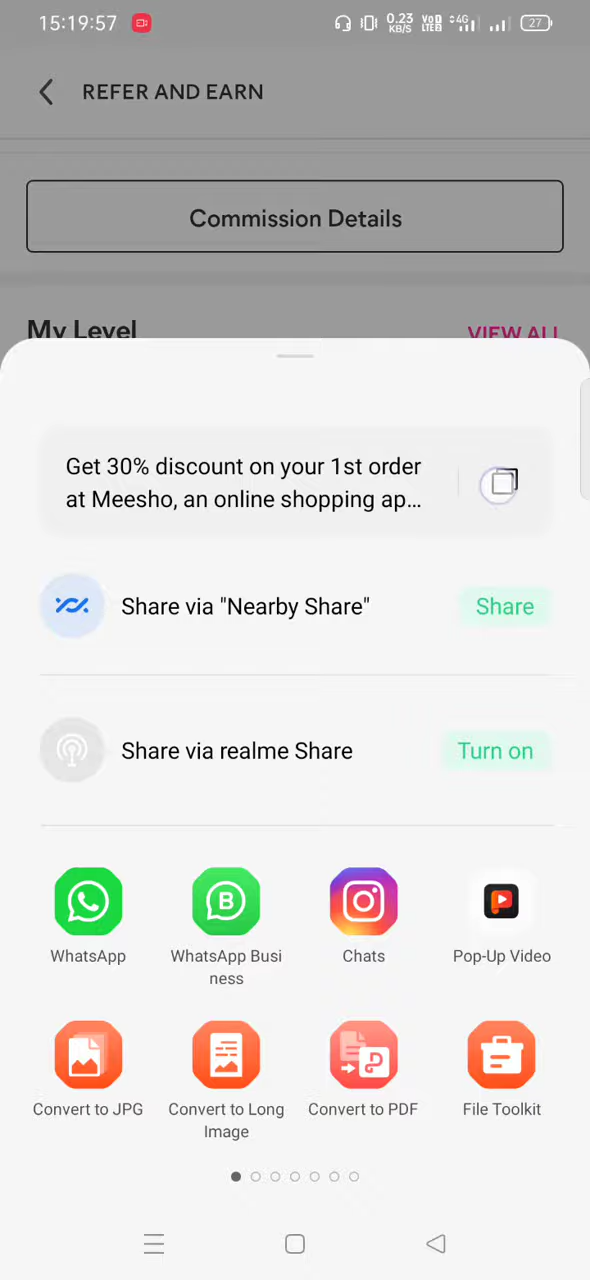 15:19:57
0.23
KB/S
VoD
LTE2
4G
27
REFER AND EARN
Commission Details
My Level
VIEW ALL
Get 30% discount on your 1st order
at Meesho, an online shopping ap...
Share via "Nearby Share"
Share
Share via realme Share
Turn on
WhatsApp
WhatsApp Busi
ness
Chats
Pop-Up Video
Convert to JPG
Convert to Long
Image
Convert to PDF
File Toolkit